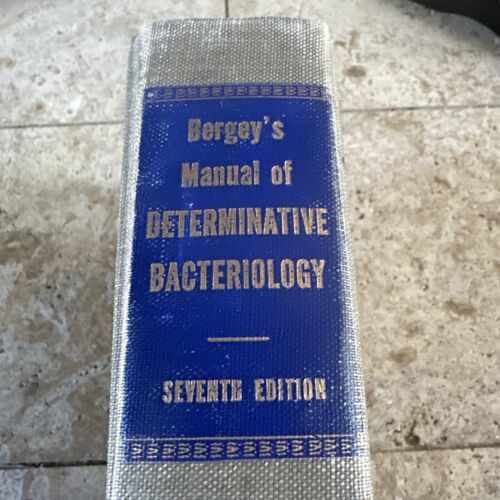 Bergey's
Manual of
DETERMINATIVE
BACTERIOLOGY
SEVENTH EDITION